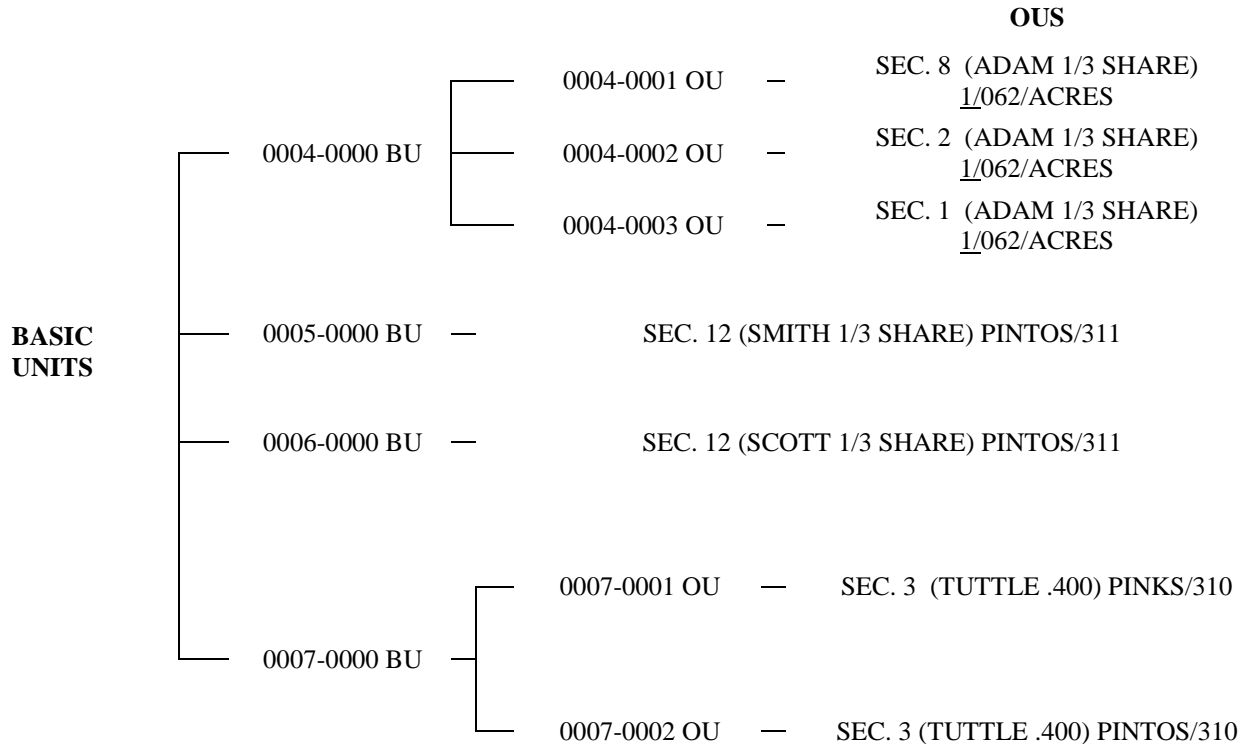 OUS
0004-0001 OU — SEC. 8 (ADAM 1/3 SHARE)
1/062/ACRES
0004-0000 BU 0004-0002 OU — SEC. 2 (ADAM 1/3 SHARE)
1/062/ACRES
0004-0003 OU — SEC. 1 (ADAM 1/3 SHARE)
1/062/ACRES
BASIC
UNITS
0005-0000 BU — SEC. 12 (SMITH 1/3 SHARE) PINTOS/311
0006-0000 BU — SEC. 12 (SCOTT 1/3 SHARE) PINTOS/311
0007-0001 OU — SEC. 3 (TUTTLE .400) PINKS/310
0007-0000 BU
0007-0002 OU — SEC. 3 (TUTTLE .400) PINTOS/310